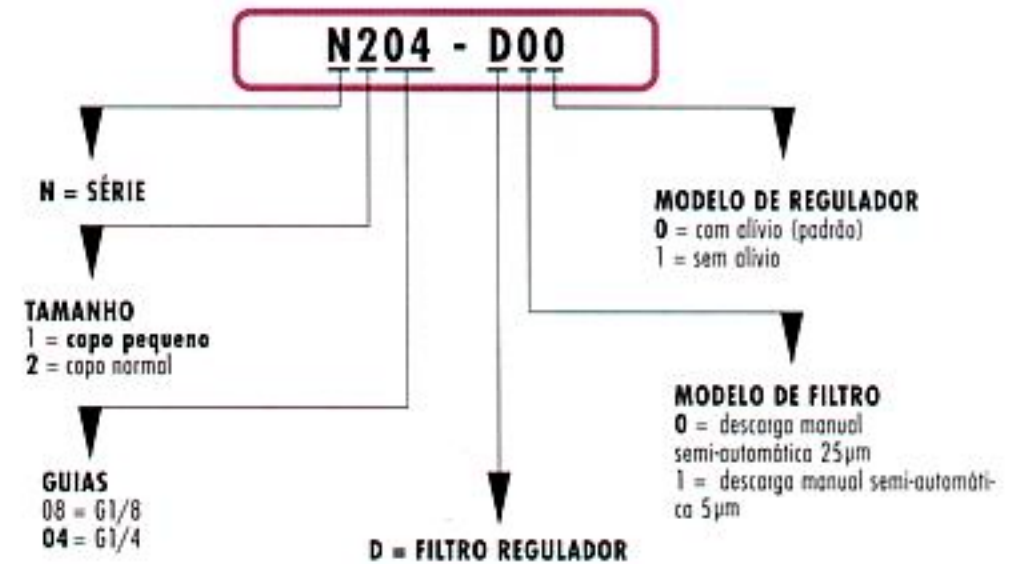 N204 - D00
N = SÉRIE
TAMANHO
1 = copo pequeno
2 = copo normal
GUIAS
08 = G1/8
04 = G1/4
D = FILTRO REGULADOR
MODELO DE REGULADOR
0 = com alívio (padrão)
1 = sem alívio
MODELO DE FILTRO
0 = descarga manual
semi-automática 25µm
1 = descarga manual semi-automáti-
ca 5µm